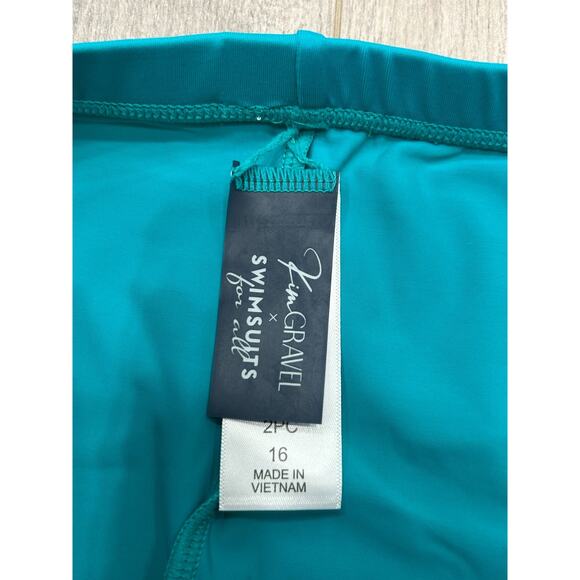 Kim GRAVEL
×
SWIMSUITS
for all
2PC
16
MADE IN
VIETNAM